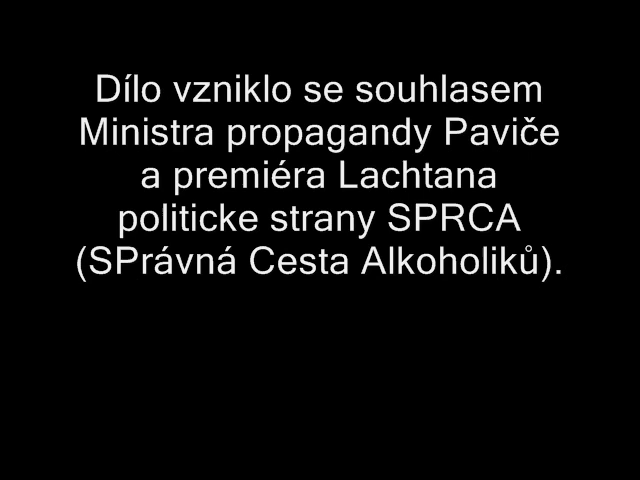 Dílo vzniklo se souhlasem
Ministra propagandy Paviče
a premiéra Lachtana
politicke strany SPRCA
(SPrávná Cesta Alkoholiků).